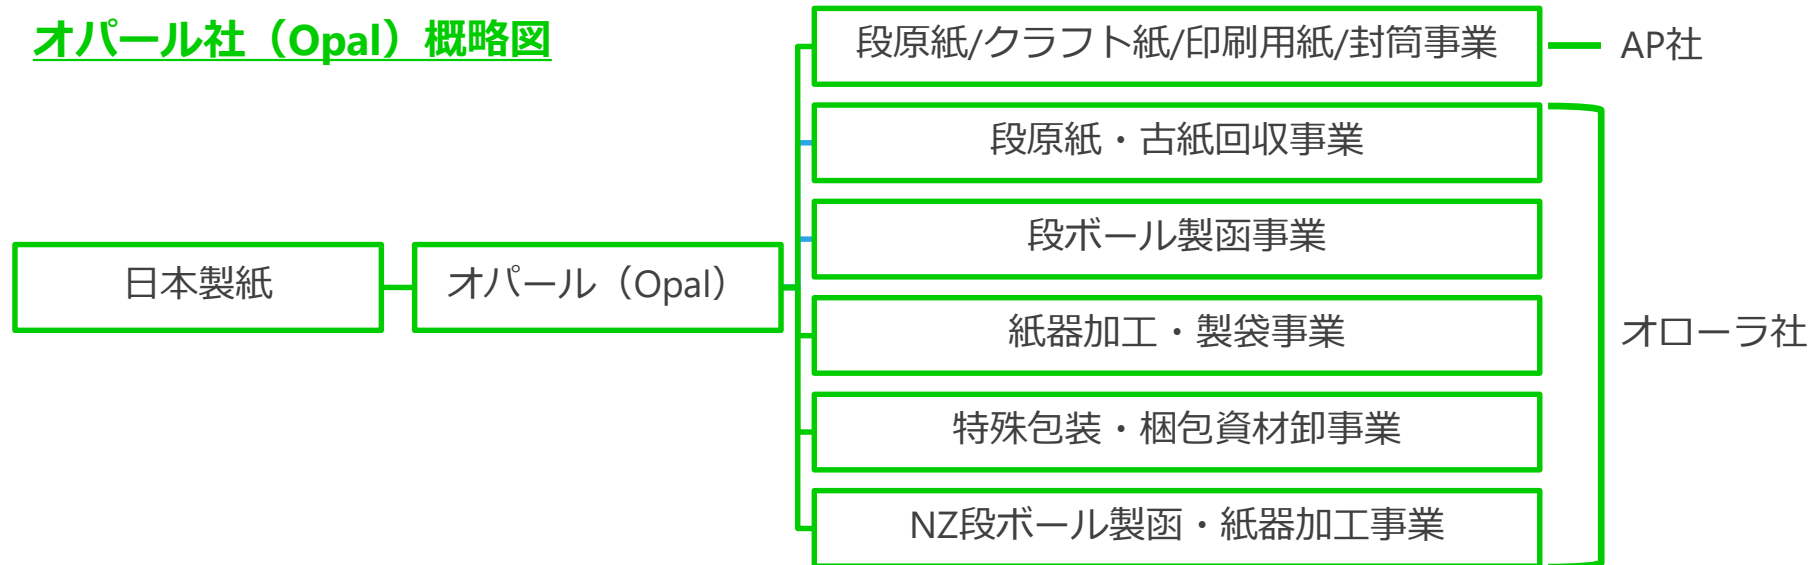 オパール社（Opal）概略図
日本製紙
オパール（Opal）
段原紙/クラフト紙/印刷用紙/封筒事業
AP社
段原紙・古紙回収事業
段ボール製函事業
紙器加工・製袋事業
特殊包装・梱包資材卸事業
NZ段ボール製函・紙器加工事業
オローラ社